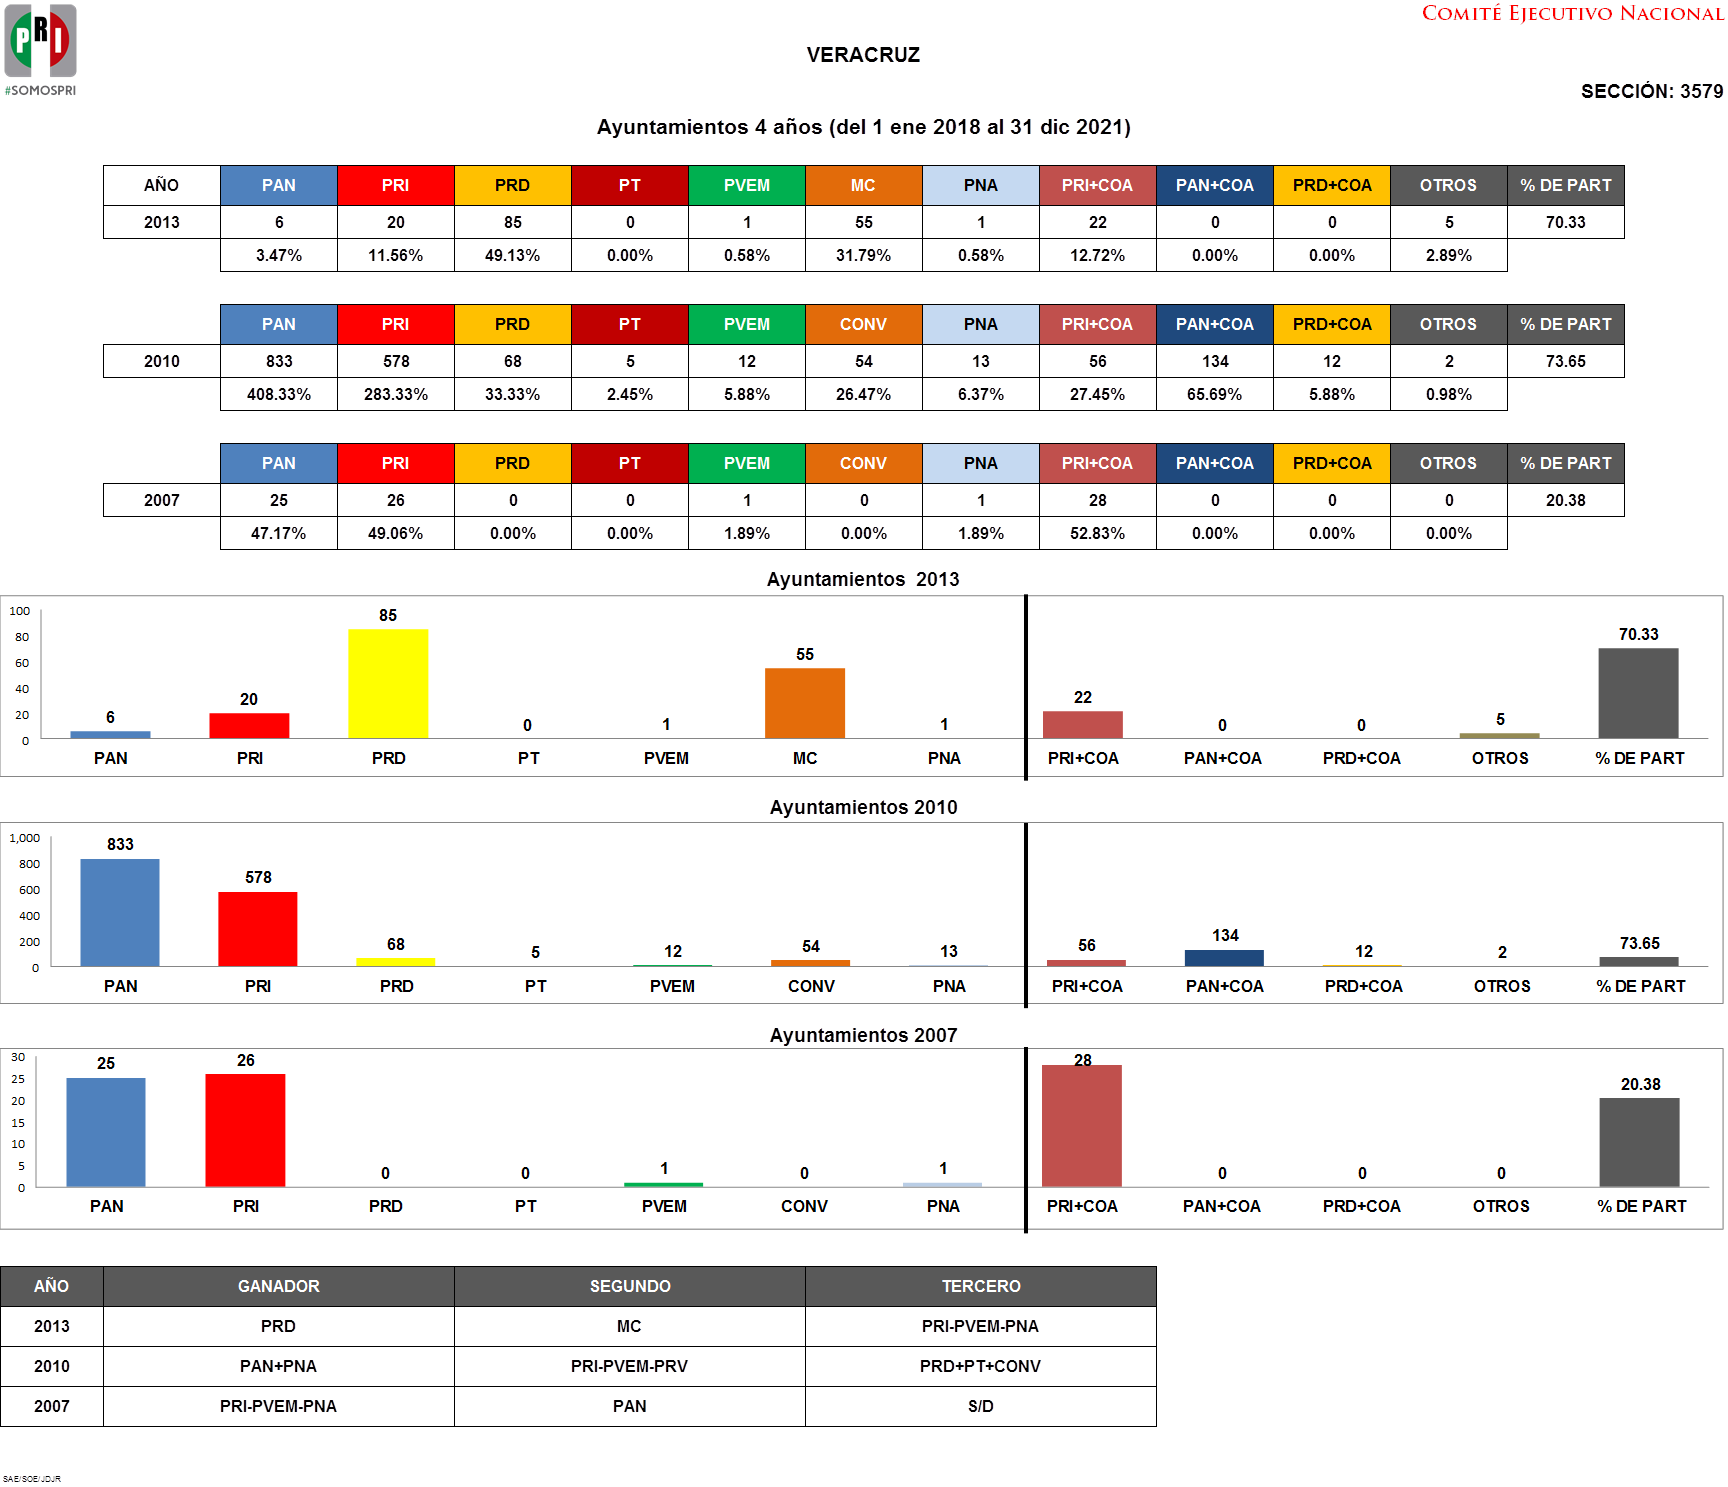 COMITÉ EJECUTIVO NACIONAL
PRI
#SOMOSPRI
VERACRUZ
SECCIÓN: 3579
Ayuntamientos 4 años (del 1 ene 2018 al 31 dic 2021)
AÑO PAN PRI PRD PT PVEM MC PNA PRI+COA PAN+COA PRD+COA OTROS % DE PART
2013 6 20 85 0 1 55 1 22 0 0 5 70.33
3.47% 11.56% 49.13% 0.00% 0.58% 31.79% 0.58% 12.72% 0.00% 0.00% 2.89%
PAN PRI PRD PT PVEM CONV PNA PRI+COA PAN+COA PRD+COA OTROS % DE PART
2010 833 578 68 5 12 54 13 56 134 12 2 73.65
408.33% 283.33% 33.33% 2.45% 5.88% 26.47% 6.37% 27.45% 65.69% 5.88% 0.98%
PAN PRI PRD PT PVEM CONV PNA PRI+COA PAN+COA PRD+COA OTROS % DE PART
2007 25 26 0 0 1 0 1 28 0 0 0 20.38
47.17% 49.06% 0.00% 0.00% 1.89% 0.00% 1.89% 52.83% 0.00% 0.00% 0.00%
Ayuntamientos 2013
100
80
60
40
20
0
6 20 85 0 1 55 1 22 0 0 5 70.33
PAN PRI PRD PT PVEM MC PNA PRI+COA PAN+COA PRD+COA OTROS % DE PART
Ayuntamientos 2010
1,000
800
600
400
200
0
833 578 68 5 12 54 13 56 134 12 2 73.65
PAN PRI PRD PT PVEM CONV PNA PRI+COA PAN+COA PRD+COA OTROS % DE PART
Ayuntamientos 2007
30
25
20
15
10
5
0
25 26 0 0 1 0 1 28 0 0 0 20.38
PAN PRI PRD PT PVEM CONV PNA PRI+COA PAN+COA PRD+COA OTROS % DE PART
AÑO GANADOR SEGUNDO TERCERO
2013 PRD MC PRI-PVEM-PNA
2010 PAN+PNA PRI-PVEM-PRV PRD+PT+CONV
2007 PRI-PVEM-PNA PAN S/D
SAE/SOE/JDJR